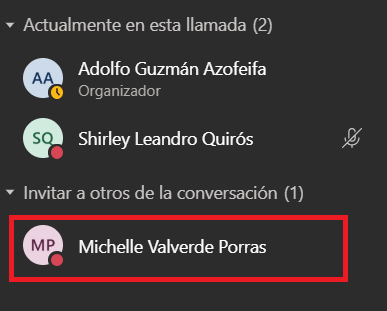 Actualmente en esta llamada (2)
AA
Adolfo Guzmán Azofeifa
Organizador
SQ
Shirley Leandro Quirós
Invitar a otros de la conversación (1)
MP
Michelle Valverde Porras